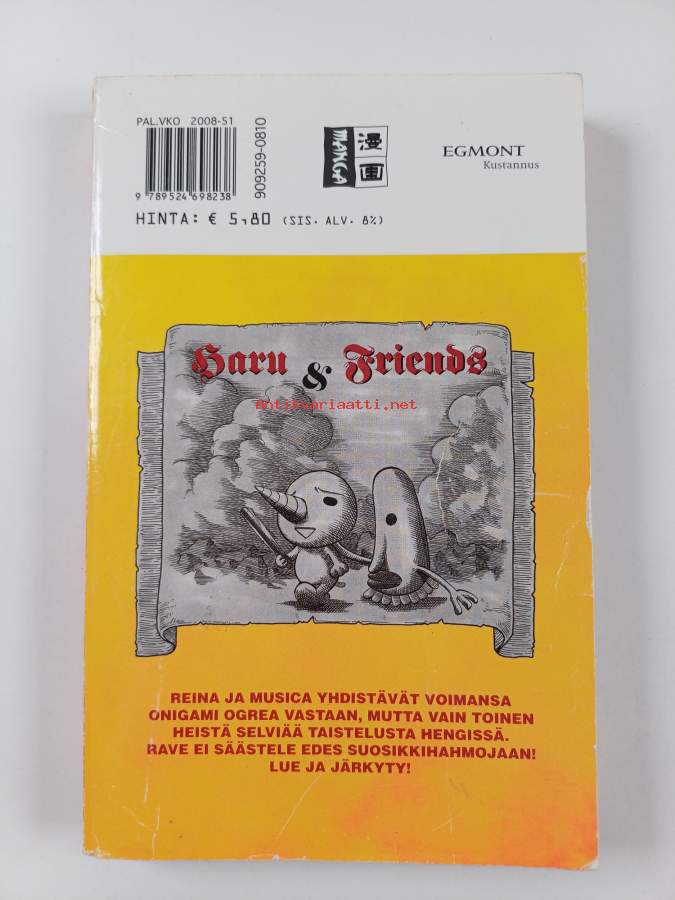 PAL.VKO 2008-51
9 789524 698238
909259-0810
漫画
MANGA
EGMONT
Kustannus
HINTA: € 5,80 (SIS. ALV. 8%)
Haru & Friends
Antikvariaatti.net
REINA JA MUSICA YHDISTÄVÄT VOIMANSA
ONIGAMI OGREA VASTAAN, MUTTA VAIN TOINEN
HEISTÄ SELVIÄÄ TAISTELUSTA HENGISSÄ.
RAVE EI SÄÄSTELE EDES SUOSIKKIHAHMOJAAN!
LUE JA JÄRKYTY!